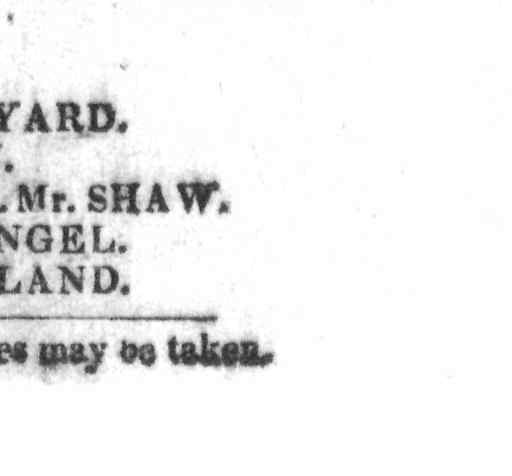 YARD.
. Mr. SHAW.
NGEL.
LAND.
es may be taken.